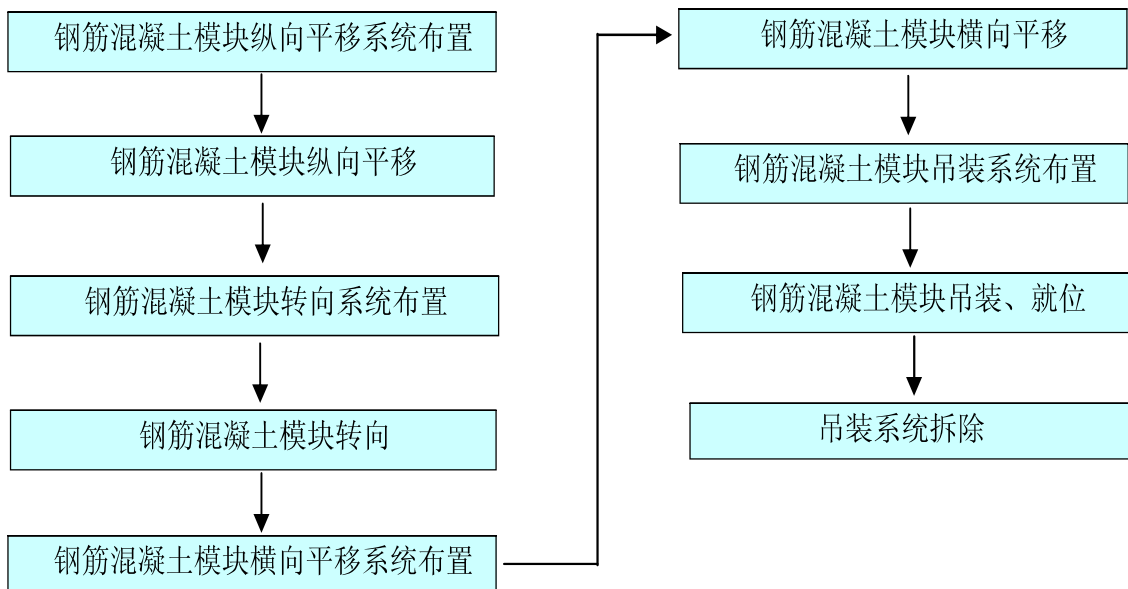 钢筋混凝土模块纵向平移系统布置
钢筋混凝土模块纵向平移
钢筋混凝土模块转向系统布置
钢筋混凝土模块转向
钢筋混凝土模块横向平移系统布置
钢筋混凝土模块横向平移
钢筋混凝土模块吊装系统布置
钢筋混凝土模块吊装、就位
吊装系统拆除